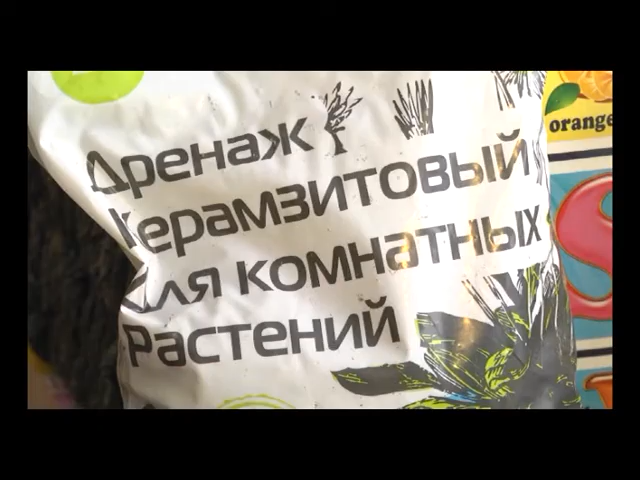 Дренаж
Керамзитовый
для комнатных
Растений
orange